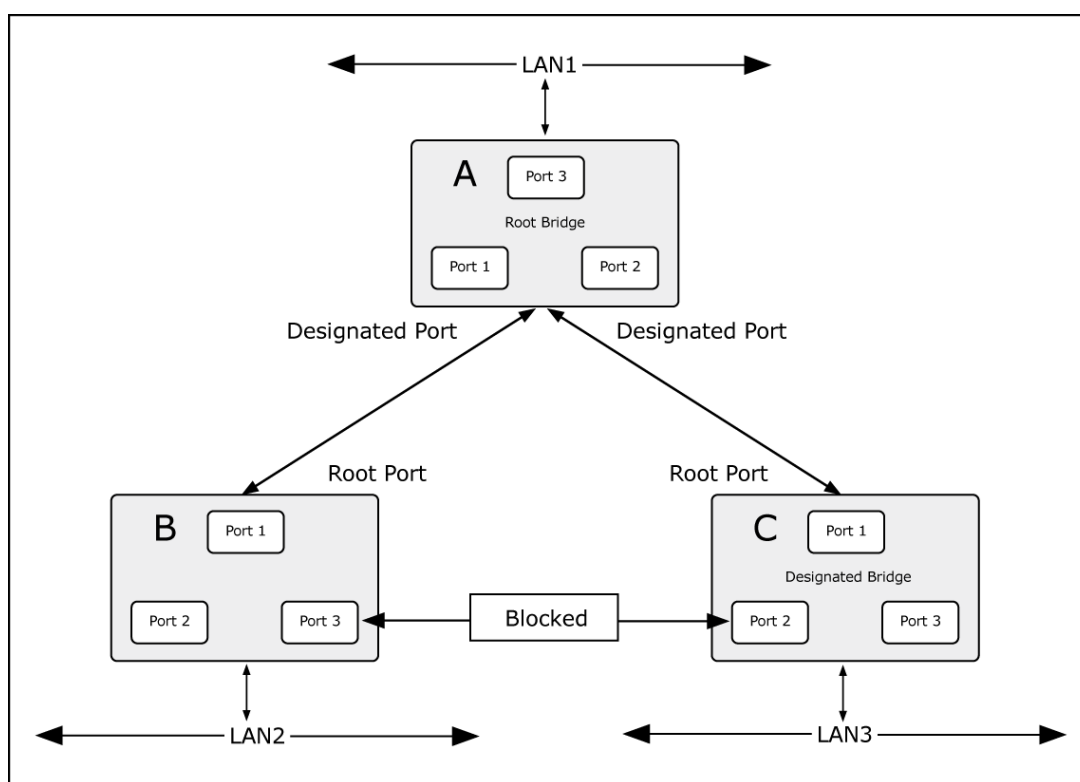 LAN1
A
Port 3
Root Bridge
Port 1
Port 2
Designated Port
Designated Port
Root Port
Root Port
B
Port 1
C
Port 1
Designated Bridge
Port 2
Port 3
Blocked
Port 2
Port 3
LAN2
LAN3